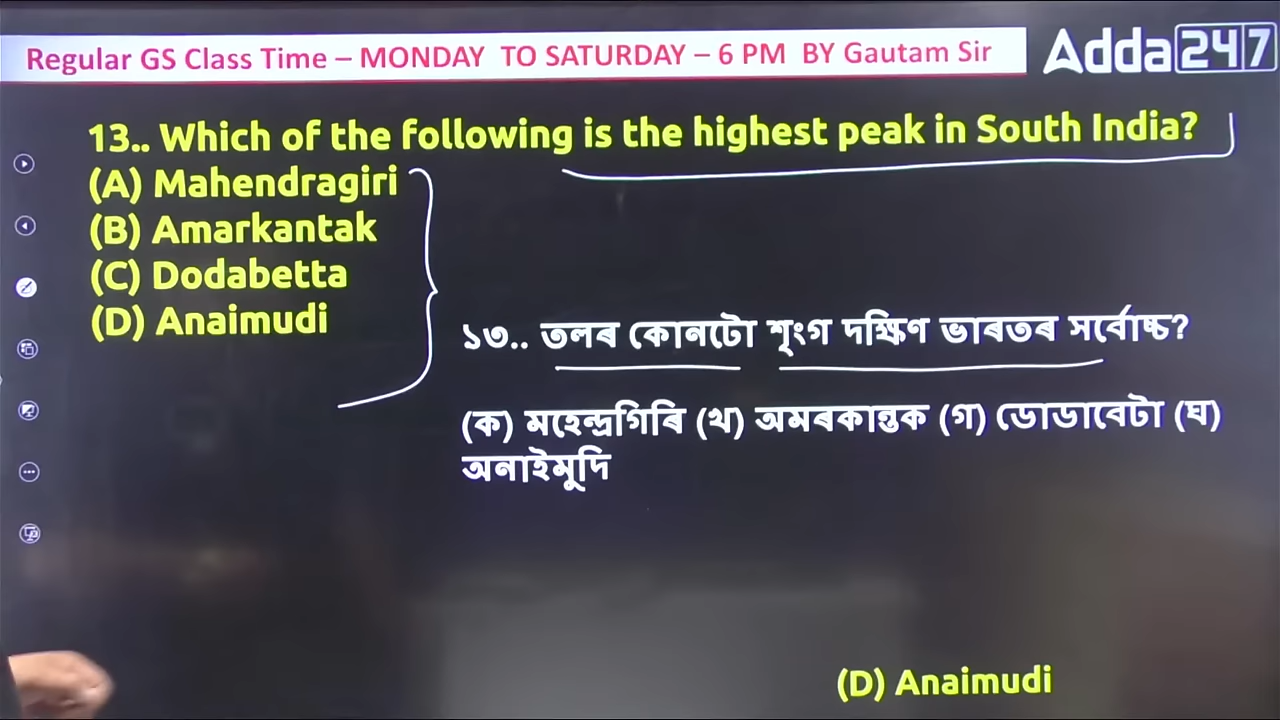 Regular GS Class Time – MONDAY TO SATURDAY – 6 PM BY Gautam Sir
Adda247
13.. Which of the following is the highest peak in South India?
(A) Mahendragiri
(B) Amarkantak
(C) Dodabetta
(D) Anaimudi
১৩.. তলৰ কোনটো শৃংগ দক্ষিণ ভাৰতৰ সৰ্বোচ্চ?
(ক) মহেন্দ্ৰগিৰি (খ) অমৰকান্তক (গ) ডোডাবেটা (ঘ)
অনাইমুদি
(D) Anaimudi